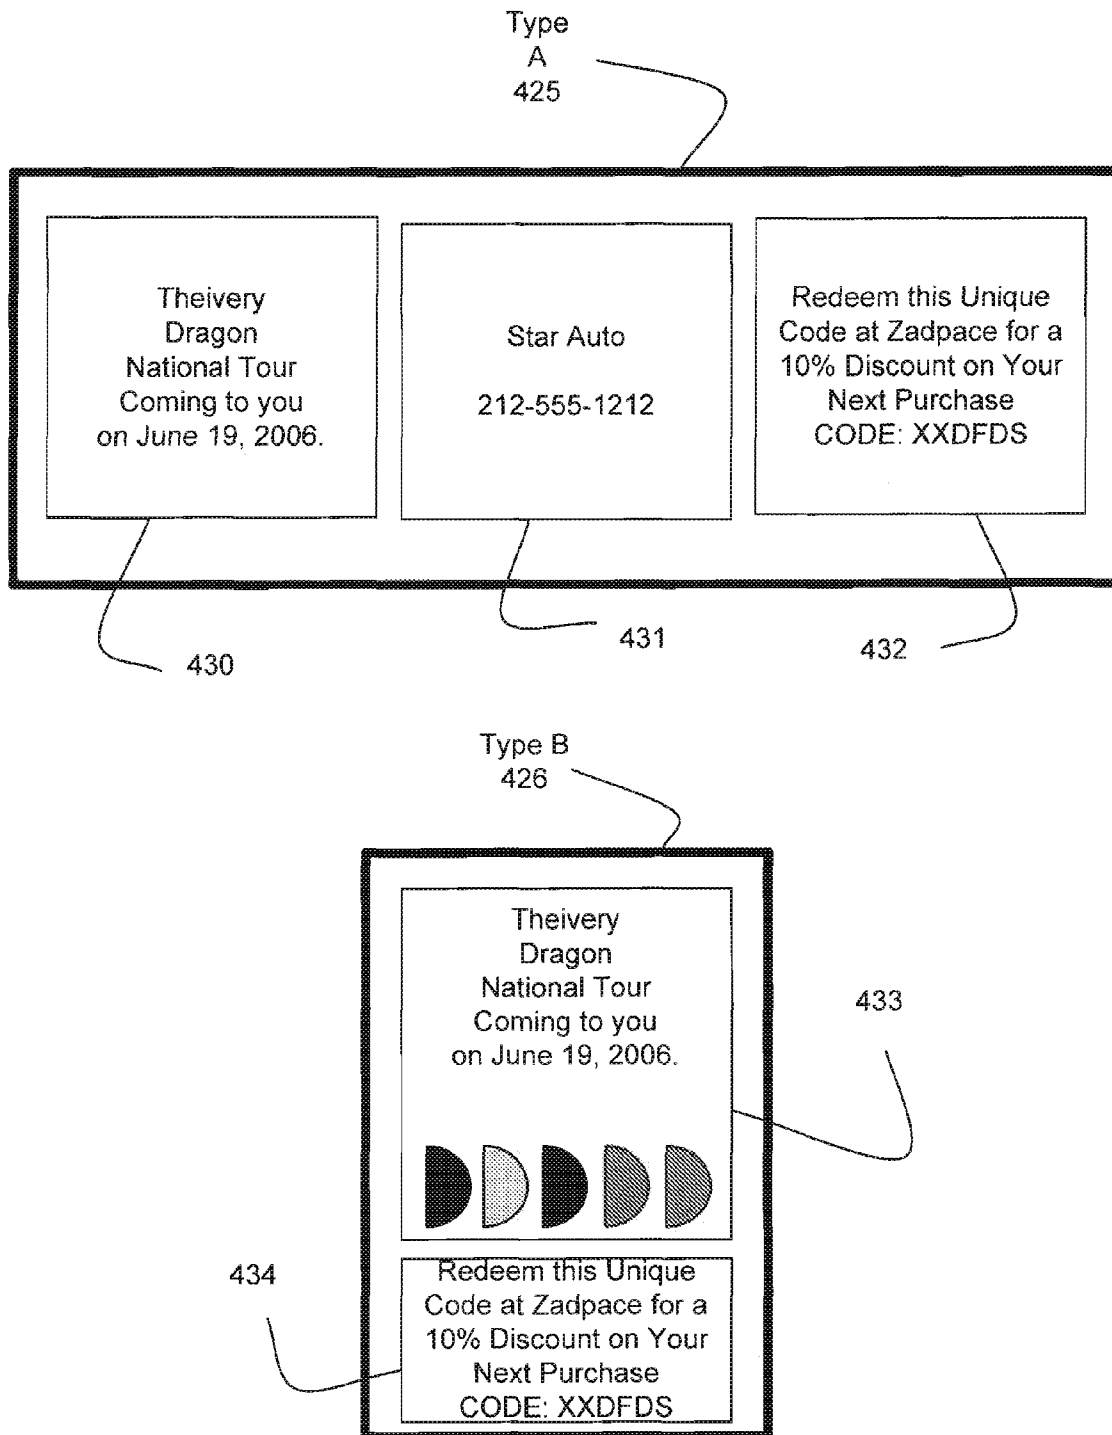 Type
A
425
Theivery
Dragon
National Tour
Coming to you
on June 19, 2006.
Star Auto
212-555-1212
Redeem this Unique
Code at Zadpace for a
10% Discount on Your
Next Purchase
CODE: XXDFDS
430
431
432
Type B
426
Theivery
Dragon
National Tour
Coming to you
on June 19, 2006.
433
434
Redeem this Unique
Code at Zadpace for a
10% Discount on Your
Next Purchase
CODE: XXDFDS